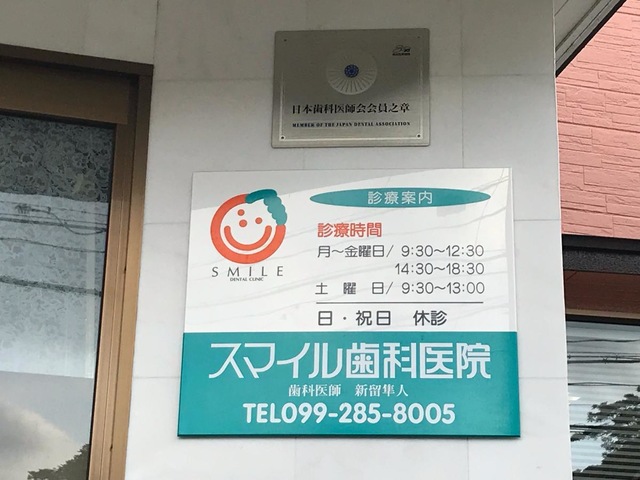 日本歯科医師会会員之章
MEMBER OF THE JAPAN DENTAL ASSOCIATION
診療案内
SMILE
DENTAL CLINIC
診療時間
月～金曜日/ 9:30～12:30
14:30～18:30
土 曜 日/ 9:30～13:00
日・祝日 休診
スマイル歯科医院
歯科医師 新留隼人
TEL099-285-8005